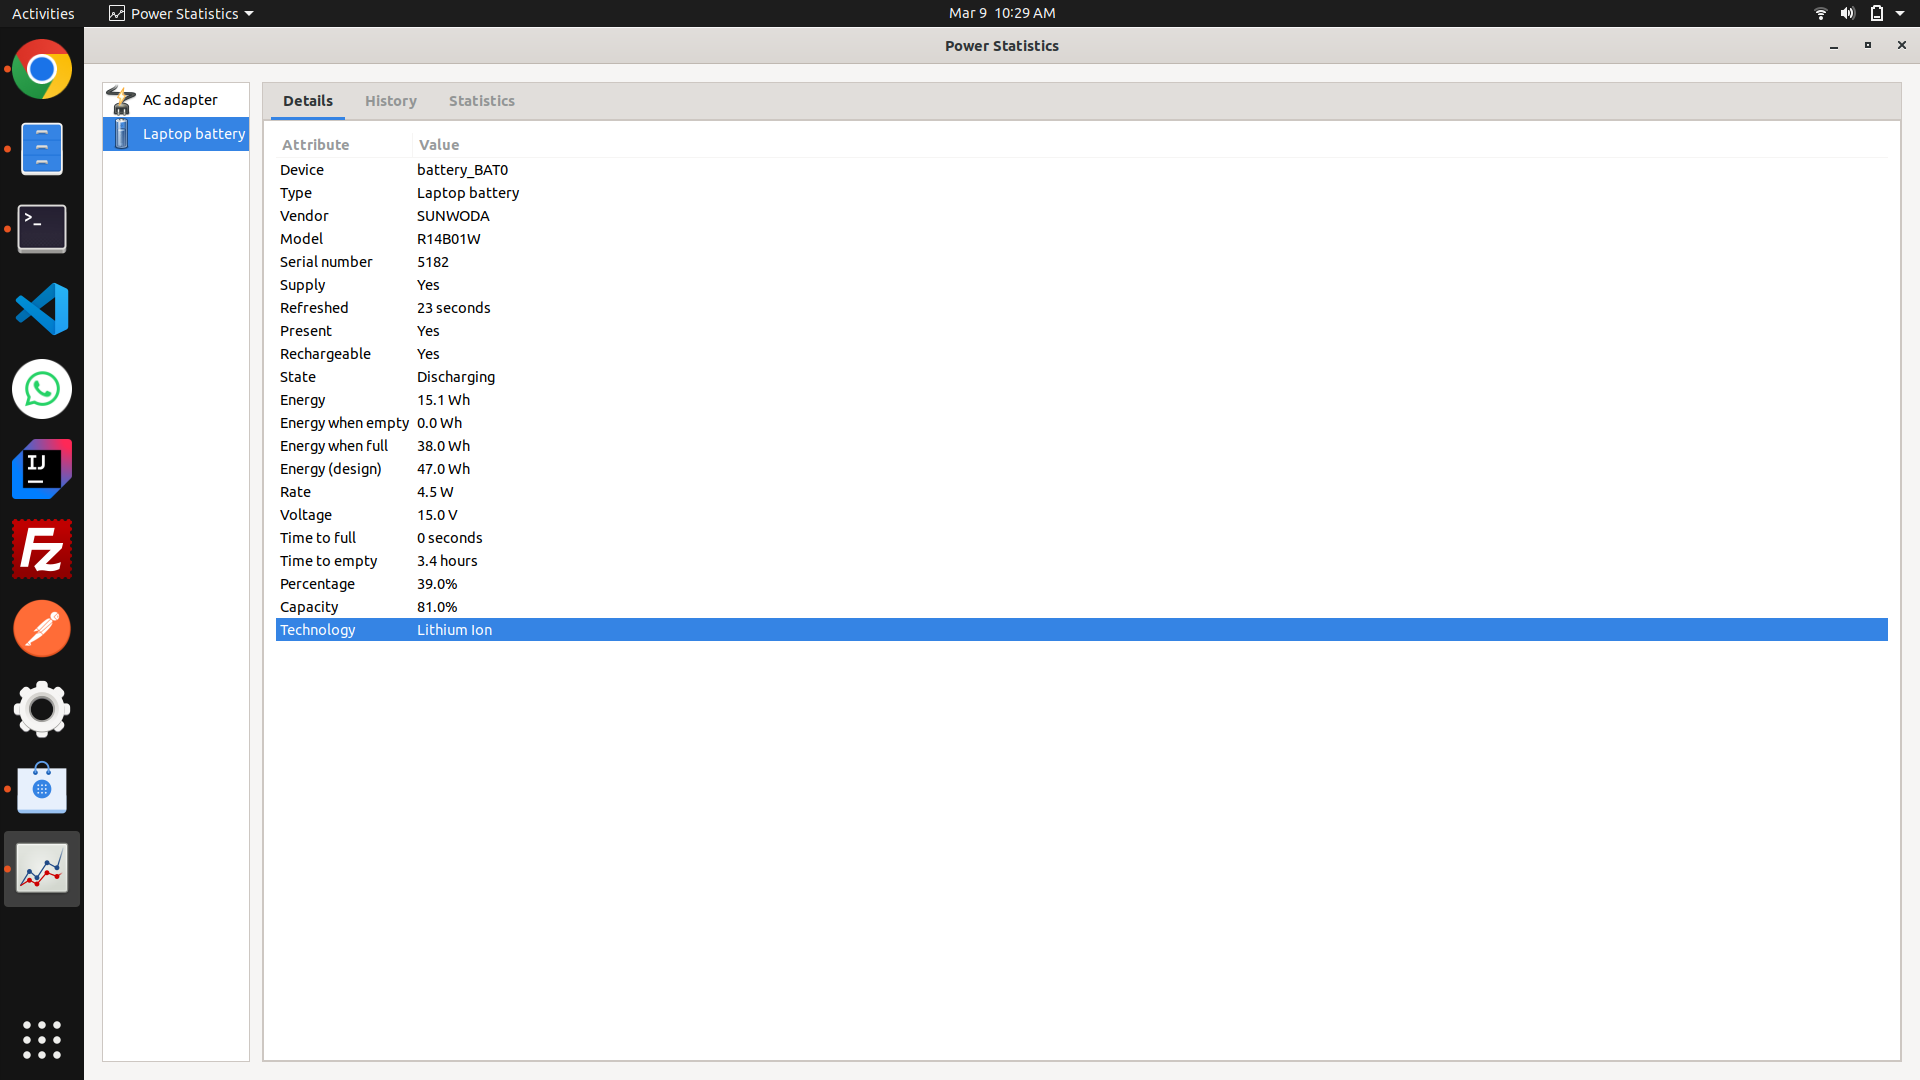 Activities
Power Statistics
Mar 9 10:29 AM
Power Statistics
AC adapter
Laptop battery
Details History Statistics
Attribute Value
Device battery_BAT0
Type Laptop battery
Vendor SUNWODA
Model R14B01W
Serial number 5182
Supply Yes
Refreshed 23 seconds
Present Yes
Rechargeable Yes
State Discharging
Energy 15.1 Wh
Energy when empty 0.0 Wh
Energy when full 38.0 Wh
Energy (design) 47.0 Wh
Rate 4.5 W
Voltage 15.0 V
Time to full 0 seconds
Time to empty 3.4 hours
Percentage 39.0%
Capacity 81.0%
Technology Lithium Ion
>_
IJ
Fz